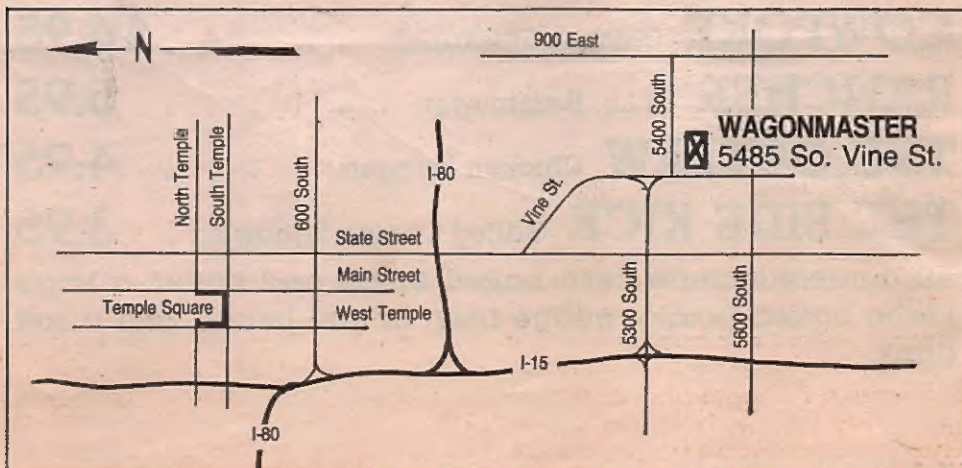 N
900 East
North Temple
South Temple
600 South
I-80
5400 South
WAGONMASTER
5485 So. Vine St.
Vine St.
State Street
Main Street
Temple Square
West Temple
5300 South
5600 South
I-15
I-80